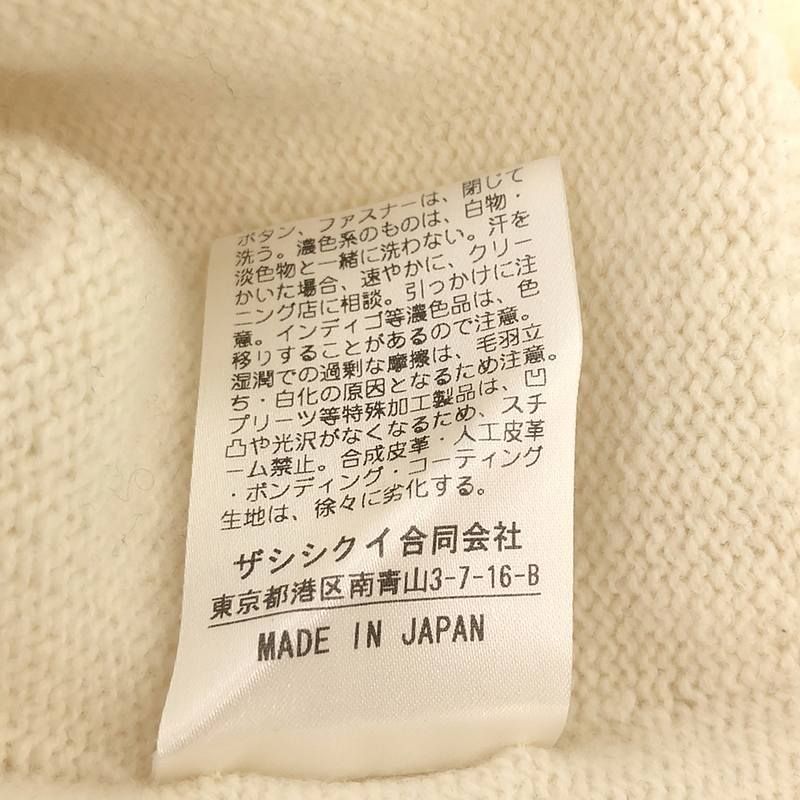 ボタン、ファスナーは、閉じて
洗う。濃色系のものは、白物・
淡色物と一緒に洗わない。汗を
かいた場合、速やかに、クリー
ニング店に相談。引っかけに注
意。インディゴ等濃色品は、色
移りすることがあるので注意。
湿潤での過剰な摩擦は、毛羽立
ち・白化の原因となるため注意。
プリーツ等特殊加工製品は、凹
凸や光沢がなくなるため、スチ
ーム禁止。合成皮革・人工皮革
・ボンディング・コーティング
生地は、徐々に劣化する。
ザシシクイ合同会社
東京都港区南青山3-7-16-B
MADE IN JAPAN